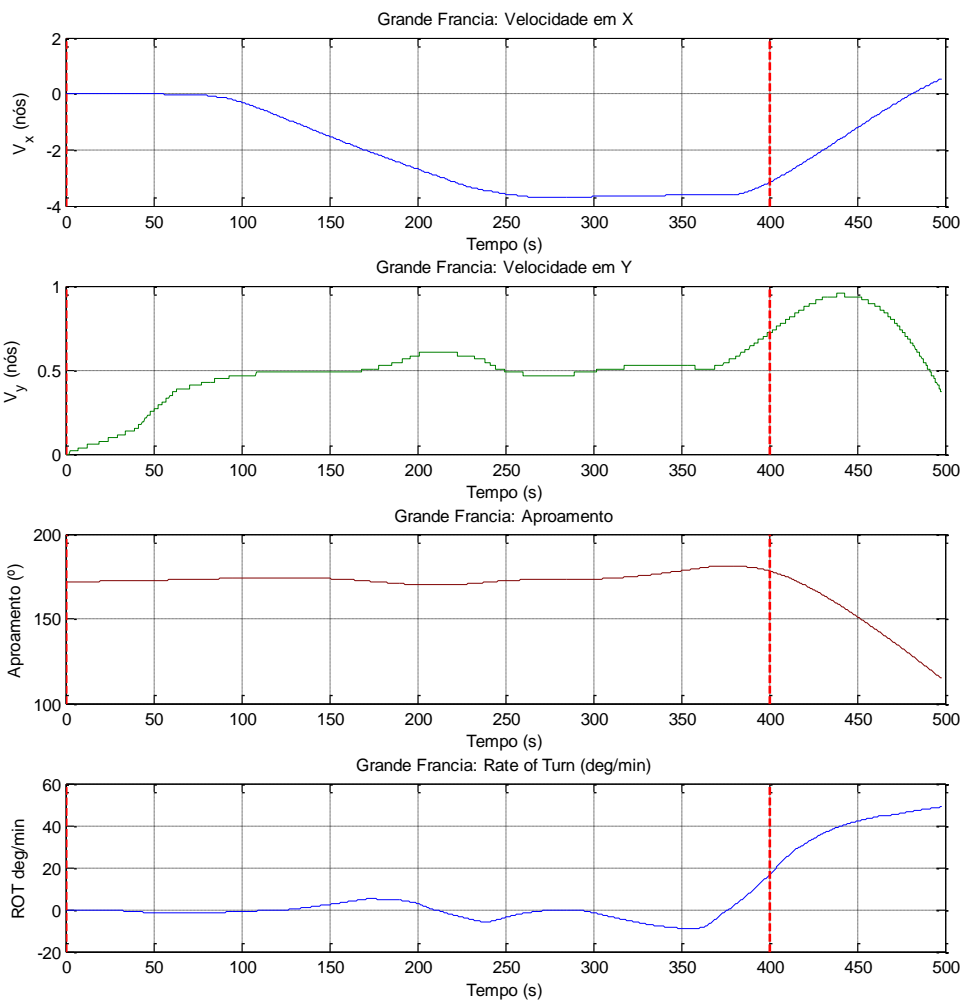 Grande Francia: Velocidade em X
2
0
-2
-4
V_x (nós)
0 50 100 150 200 250 300 350 400 450 500
Tempo (s)
Grande Francia: Velocidade em Y
1
0.5
0
V_y (nós)
0 50 100 150 200 250 300 350 400 450 500
Tempo (s)
Grande Francia: Aproamento
200
150
100
Aproamento (º)
0 50 100 150 200 250 300 350 400 450 500
Tempo (s)
Grande Francia: Rate of Turn (deg/min)
60
40
20
0
-20
ROT deg/min
0 50 100 150 200 250 300 350 400 450 500
Tempo (s)